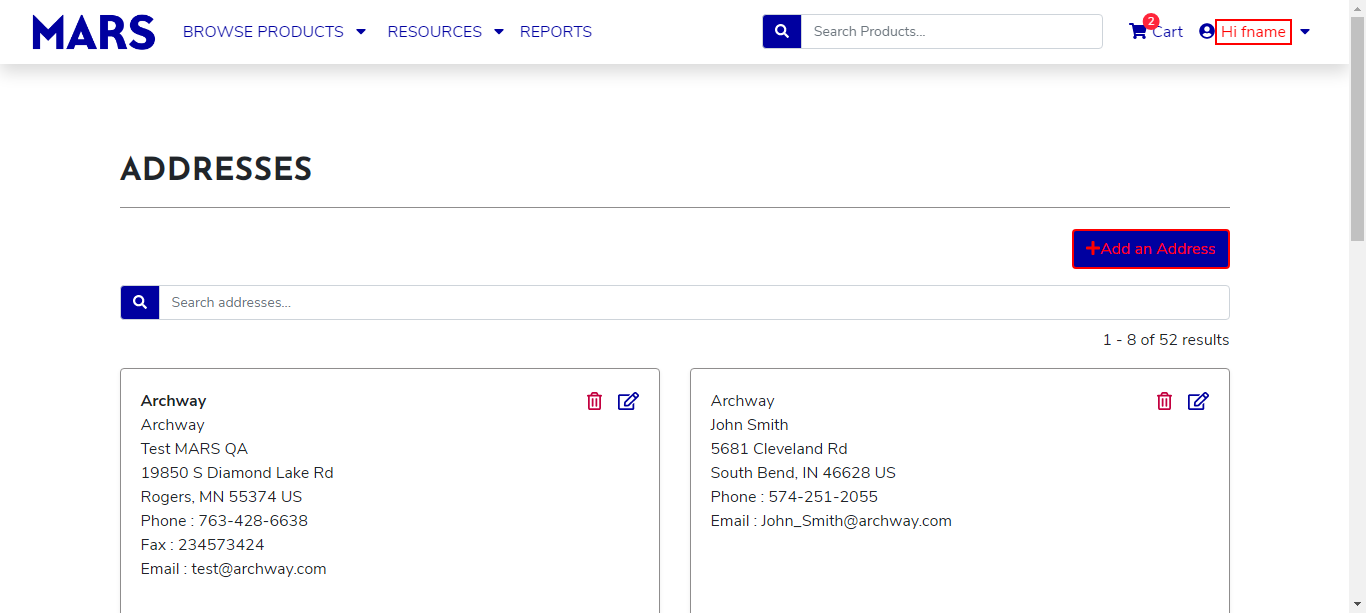 MARS BROWSE PRODUCTS RESOURCES REPORTS Search Products... 2 Cart Hi fname
ADDRESSES
Add an Address
Search addresses...
1 - 8 of 52 results
Archway
Archway
Test MARS QA
19850 S Diamond Lake Rd
Rogers, MN 55374 US
Phone : 763-428-6638
Fax : 234573424
Email : test@archway.com
Archway
John Smith
5681 Cleveland Rd
South Bend, IN 46628 US
Phone : 574-251-2055
Email : John_Smith@archway.com